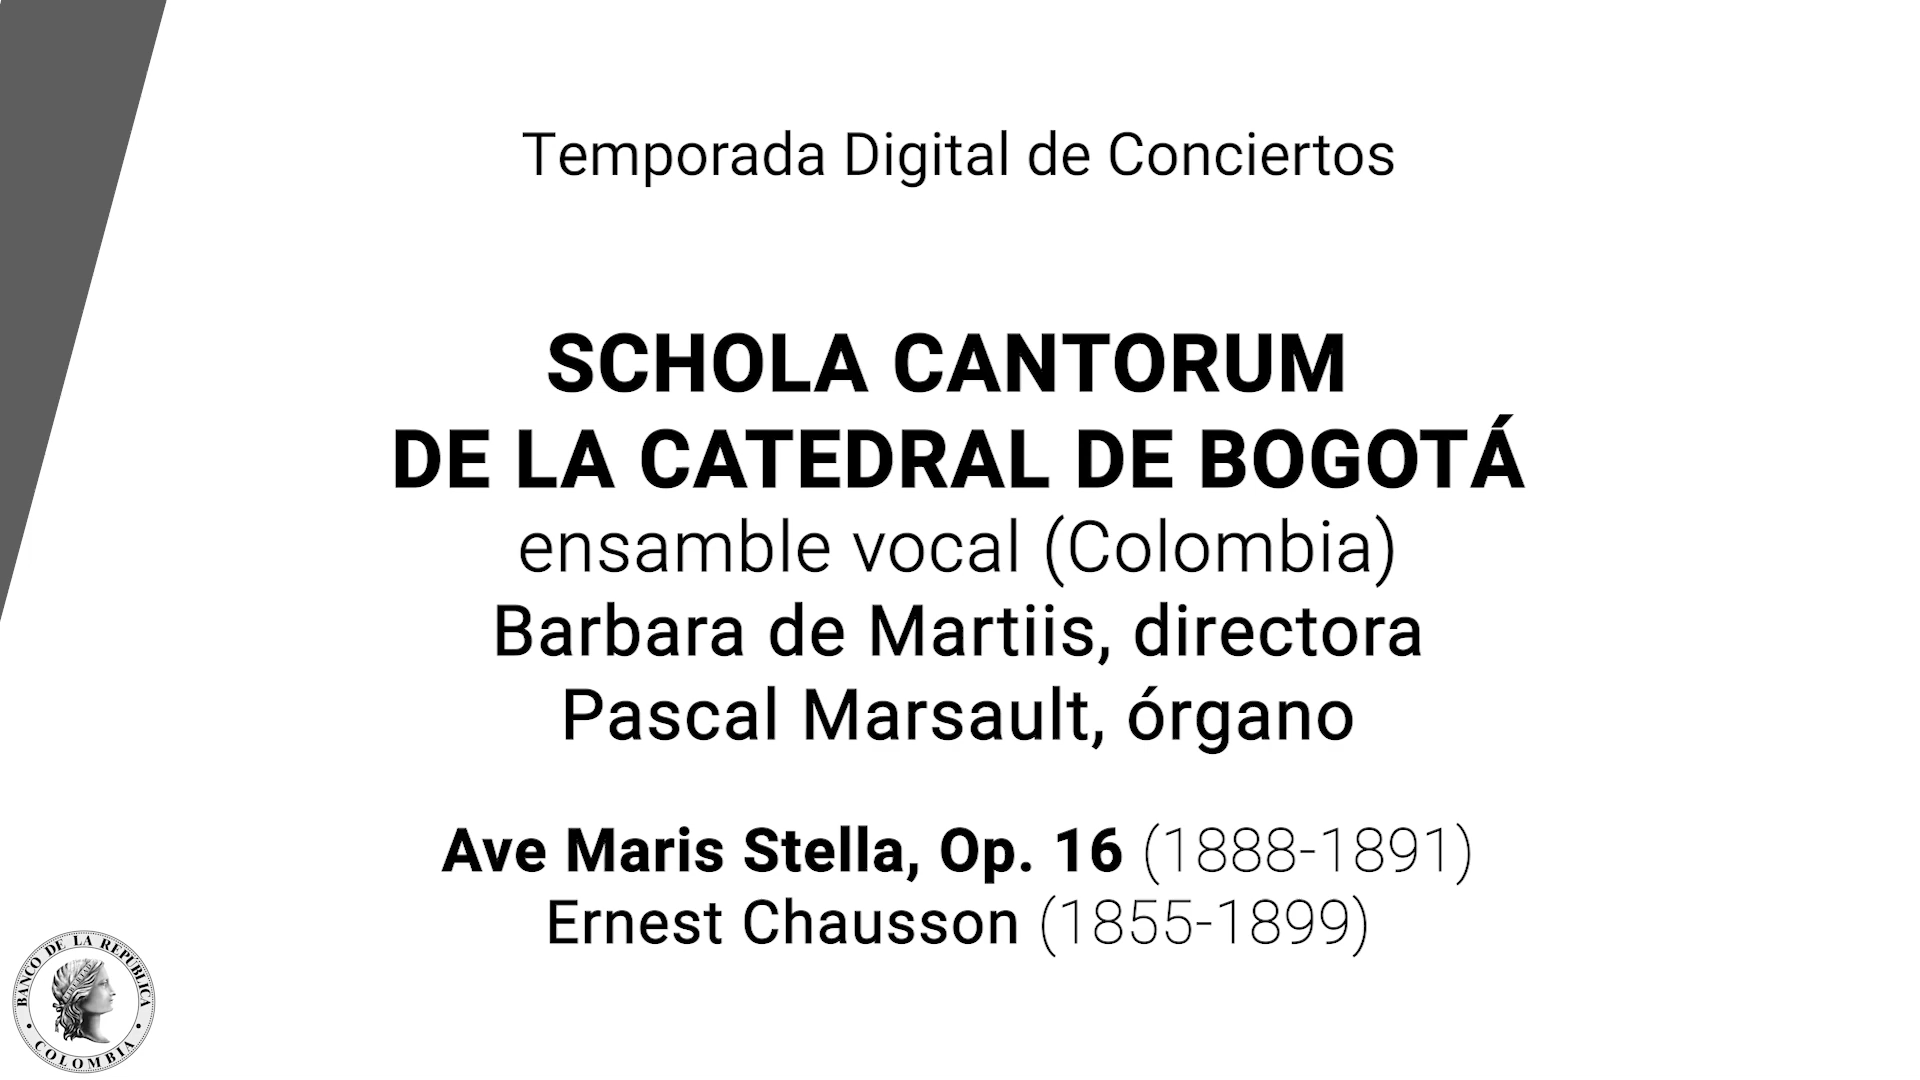 Temporada Digital de Conciertos
SCHOLA CANTORUM
DE LA CATEDRAL DE BOGOTÁ
ensamble vocal (Colombia)
Barbara de Martiis, directora
Pascal Marsault, órgano
Ave Maris Stella, Op. 16 (1888-1891)
Ernest Chausson (1855-1899)
BANCO DE LA REPÚBLICA
COLOMBIA